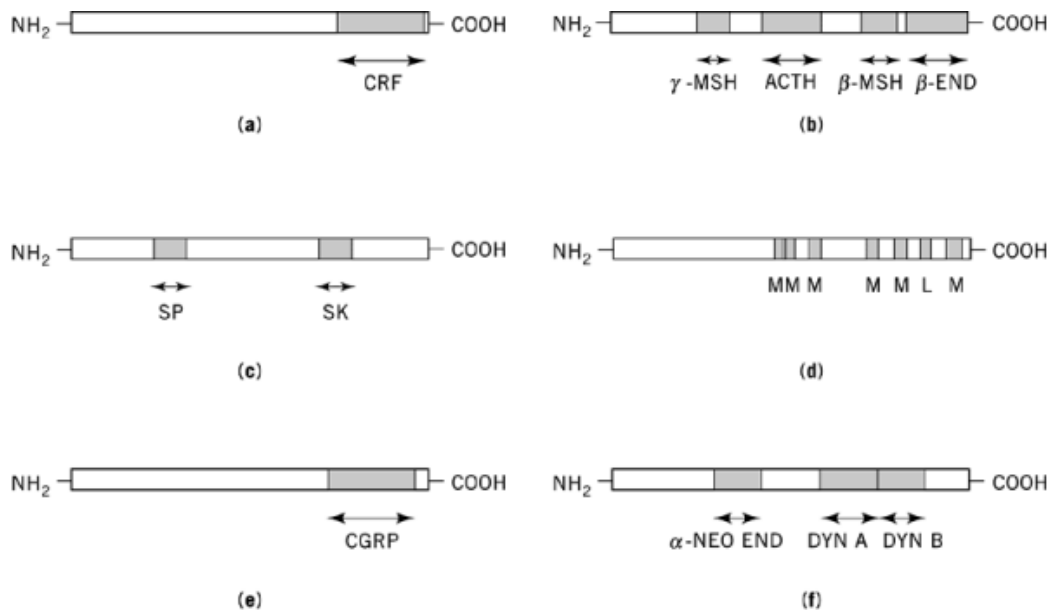 NH₂ COOH
CRF
(a)
NH₂ COOH
γ-MSH ACTH β-MSH β-END
(b)
NH₂ COOH
SP SK
(c)
NH₂ COOH
MM M M M L M
(d)
NH₂ COOH
CGRP
(e)
NH₂ COOH
α-NEO END DYN A DYN B
(f)